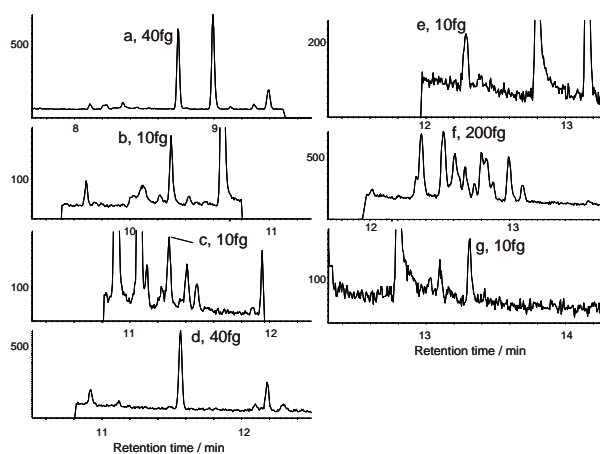 a, 40fg
500
8 9
b, 10fg
100
10 11
c, 10fg
100
11 12
d, 40fg
500
11 12
Retention time / min
e, 10fg
200
12 13
f, 200fg
500
12 13
g, 10fg
100
13 14
Retention time / min